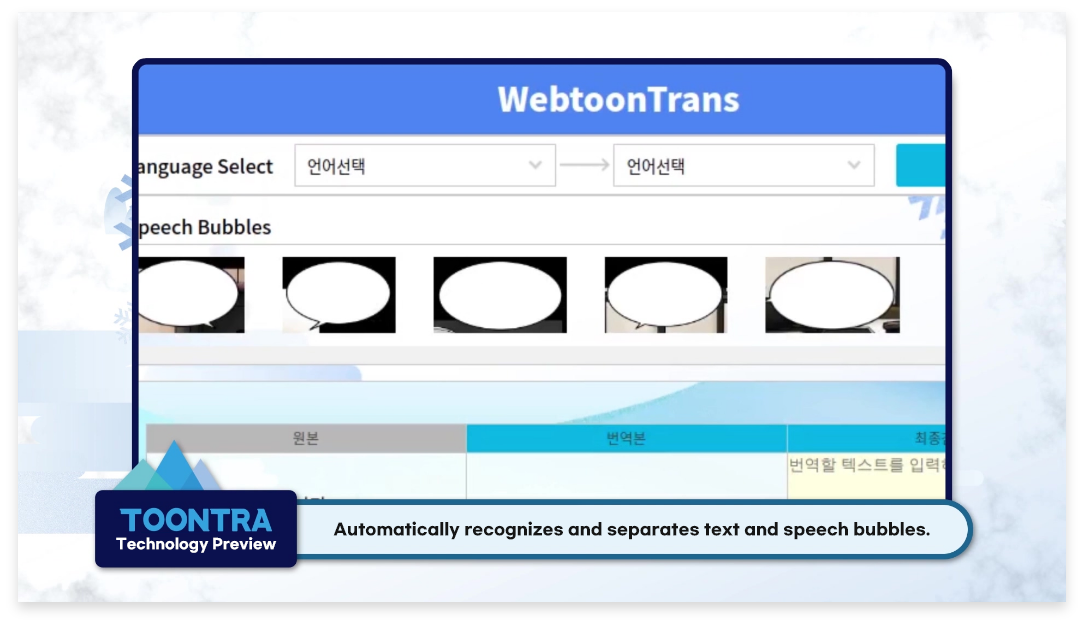 WebtoonTrans
anguage Select
언어선택
언어선택
peech Bubbles
원본
번역본
최종
번역할 텍스트를 입력
TOONTRA
Technology Preview
Automatically recognizes and separates text and speech bubbles.